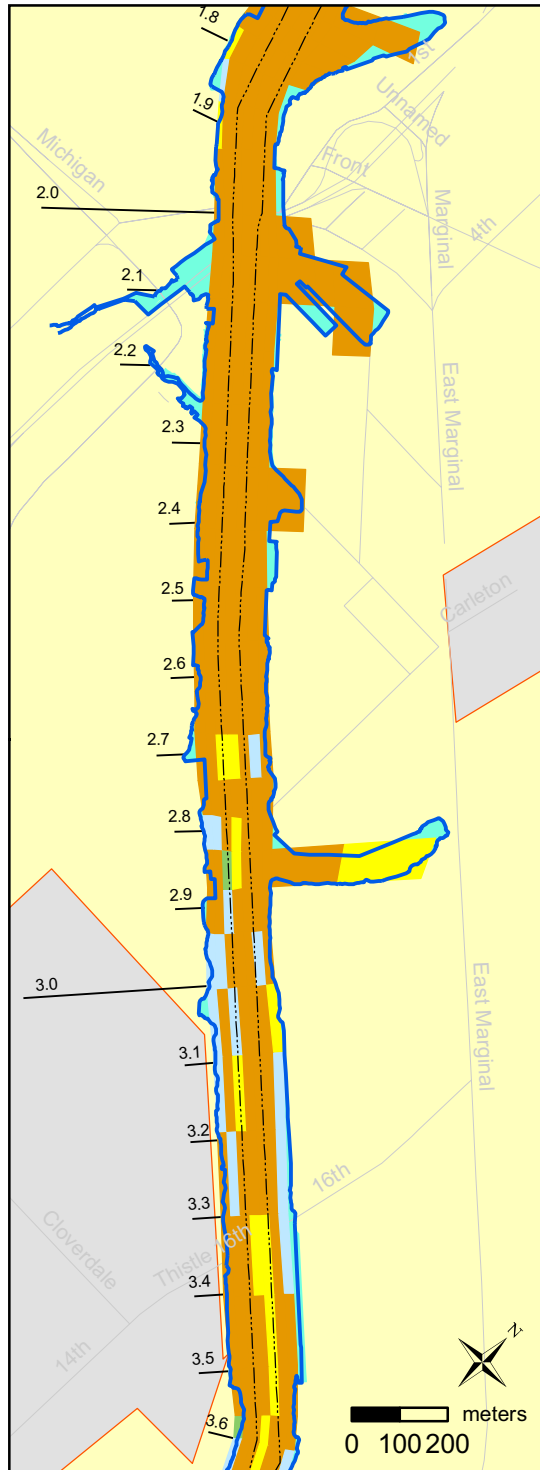 1.8
1st
1.9
Unnamed
Michigan
Front
2.0
Marginal
4th
East
2.1
2.2
East Marginal
2.3
2.4
2.5
Carleton
2.6
2.7
2.8
2.9
3.0
East Marginal
3.1
3.2
16th
3.3
Cloverdale
Thistle 16th
3.4
14th
N
3.5
3.6
meters
0 100 200